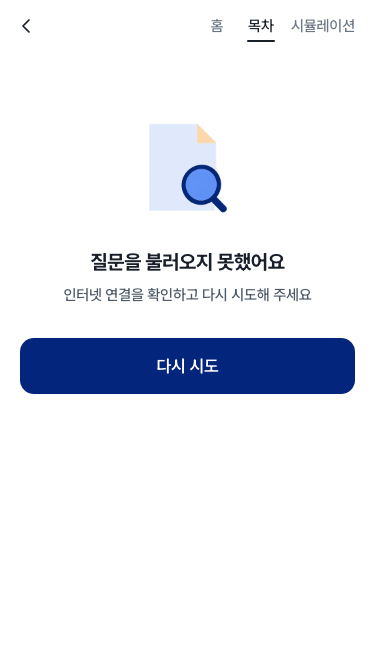 홈 목차 시뮬레이션
질문을 불러오지 못했어요
인터넷 연결을 확인하고 다시 시도해 주세요
다시 시도